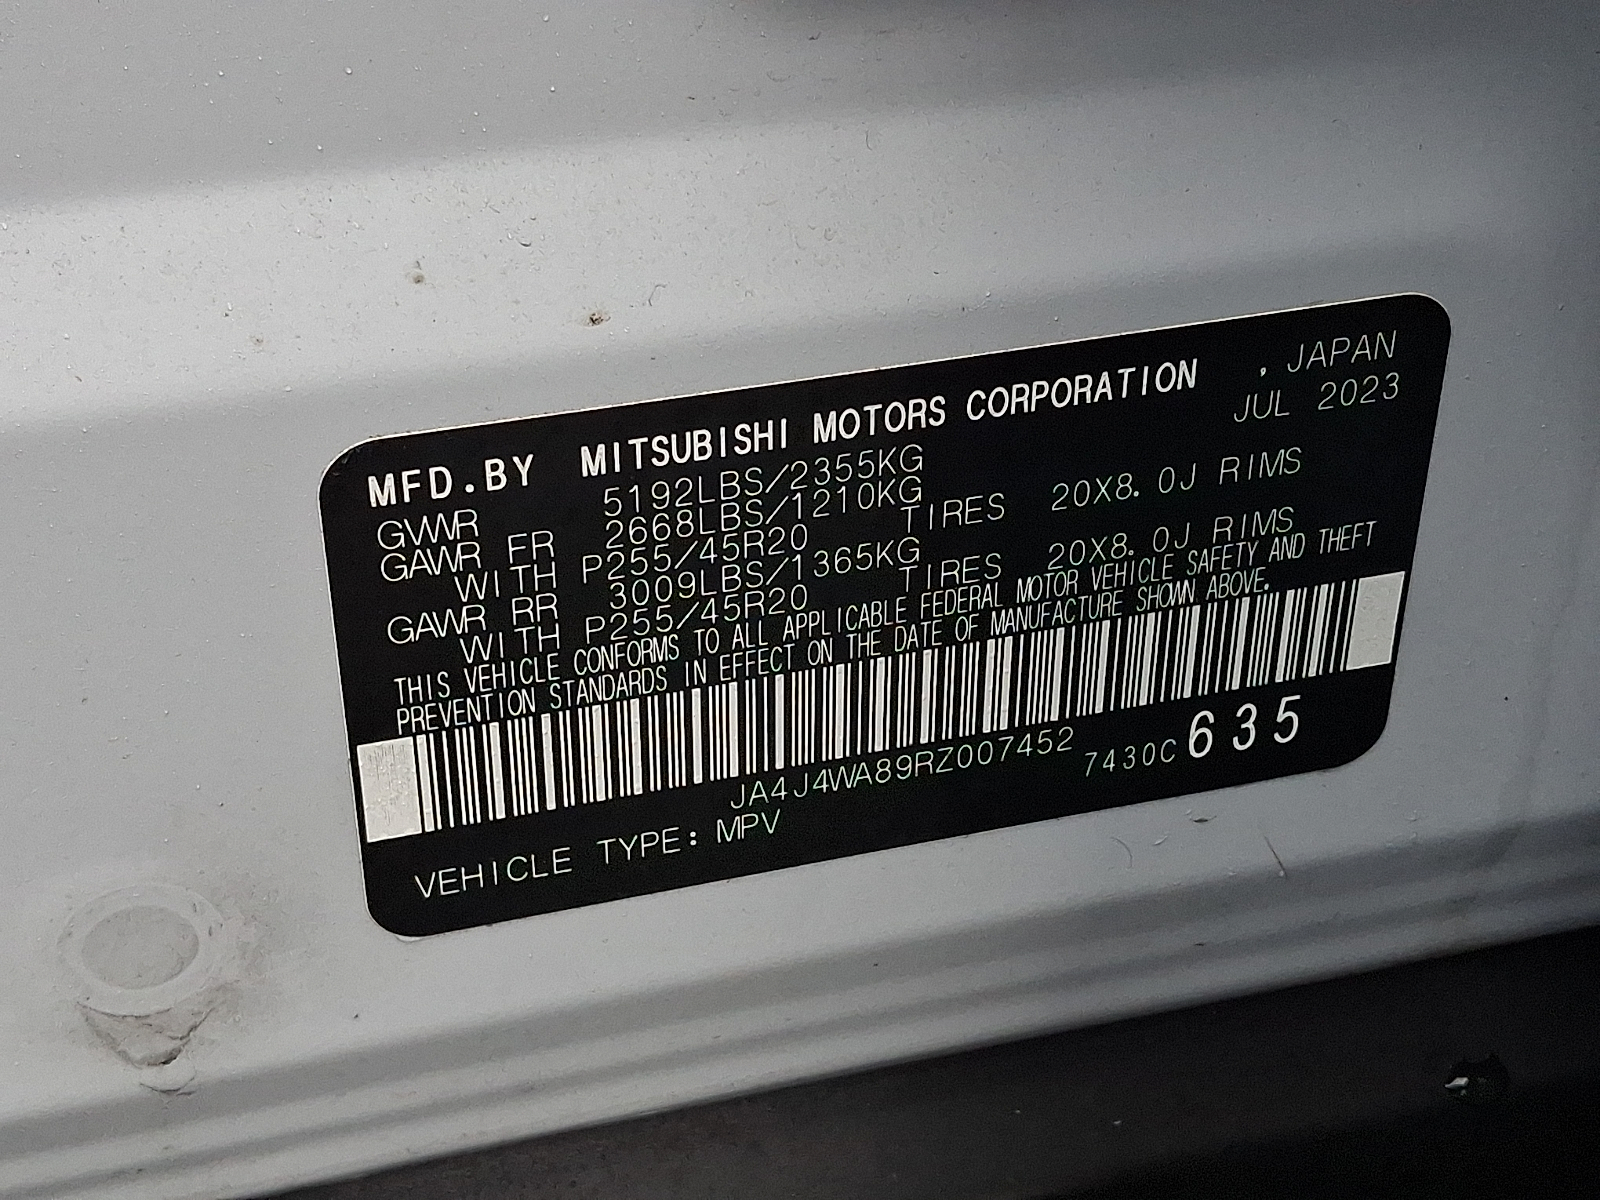 MFD.BY MITSUBISHI MOTORS CORPORATION , JAPAN
JUL 2023
GVWR 5192LBS/2355KG
GAWR FR 2668LBS/1210KG
WITH P255/45R20 TIRES 20X8.0J RIMS
GAWR RR 3009LBS/1365KG
WITH P255/45R20 TIRES 20X8.0J RIMS
THIS VEHICLE CONFORMS TO ALL APPLICABLE FEDERAL MOTOR VEHICLE SAFETY AND THEFT
PREVENTION STANDARDS IN EFFECT ON THE DATE OF MANUFACTURE SHOWN ABOVE.
JA4J4WA89RZ007452 7430C 635
VEHICLE TYPE: MPV